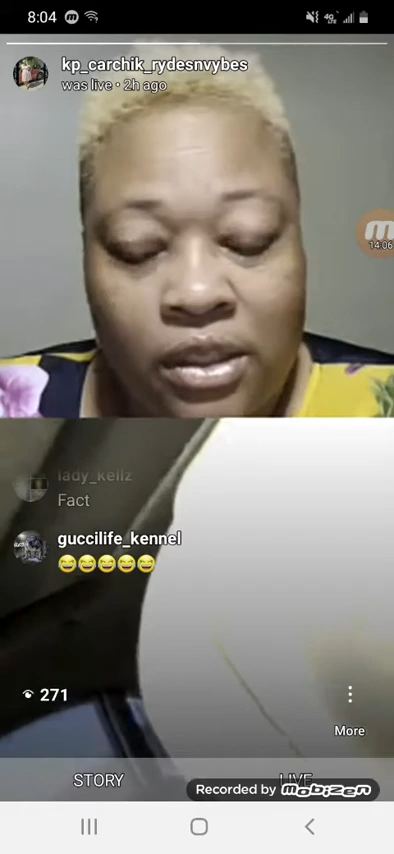 8:04
4G
kp_carchik_rydesnvybes
was live • 2h ago
14:06
lady_kellz
Fact
guccilife_kennel
😂😂😂😂😂
271
More
STORY
LIVE
Recorded by mobizen